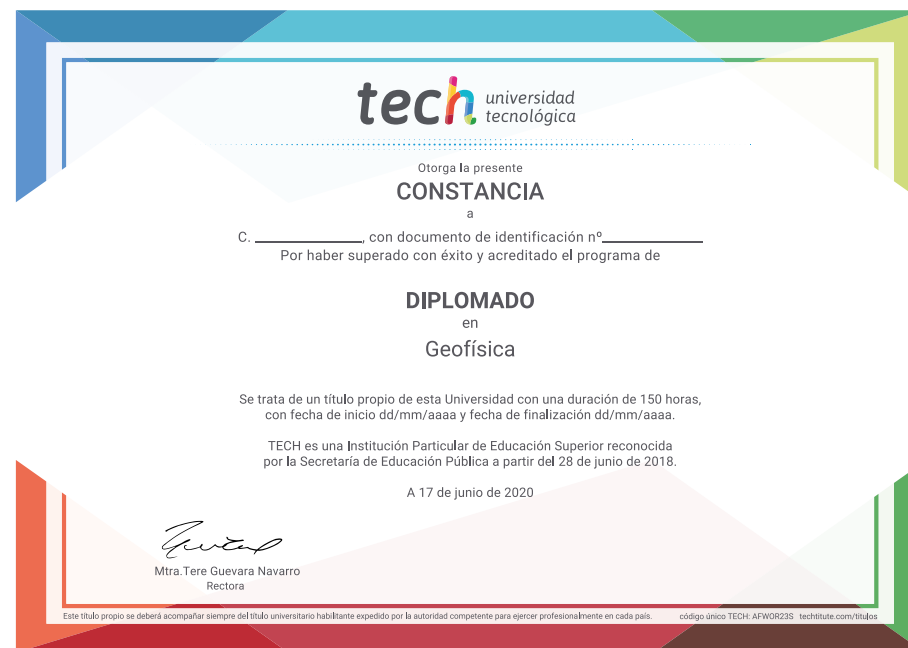 tech universidad
tecnológica
Otorga la presente
CONSTANCIA
a
C. ____________, con documento de identificación nº____________
Por haber superado con éxito y acreditado el programa de
DIPLOMADO
en
Geofísica
Se trata de un título propio de esta Universidad con una duración de 150 horas,
con fecha de inicio dd/mm/aaaa y fecha de finalización dd/mm/aaaa.
TECH es una Institución Particular de Educación Superior reconocida
por la Secretaría de Educación Pública a partir del 28 de junio de 2018.
A 17 de junio de 2020
Mtra.Tere Guevara Navarro
Rectora
Este título propio se deberá acompañar siempre del título universitario habilitante expedido por la autoridad competente para ejercer profesionalmente en cada país. código único TECH: AFWOR23S techtitute.com/titulos